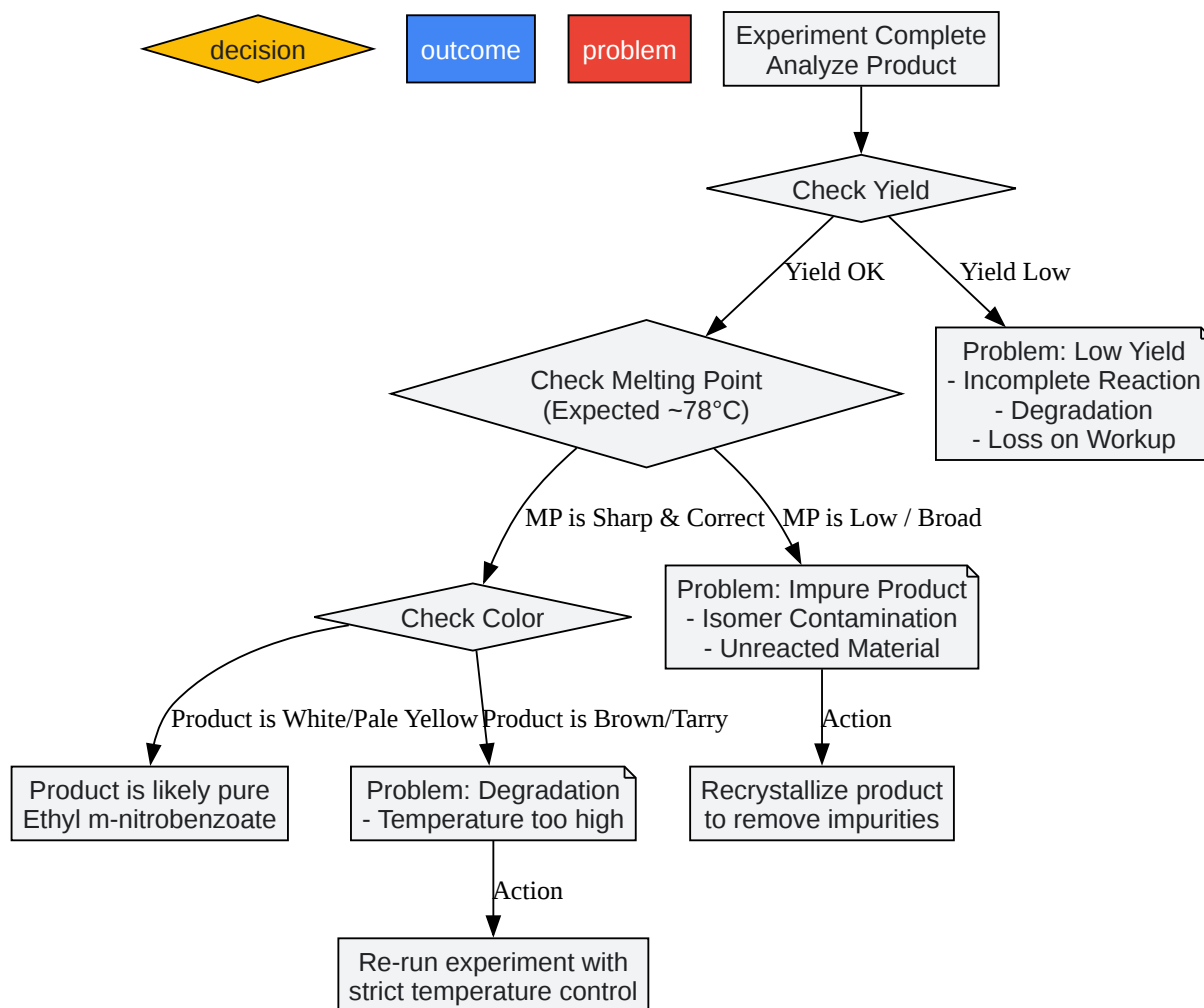 decision
outcome
problem
Experiment Complete
Analyze Product
Check Yield
Yield OK
Yield Low
Check Melting Point
(Expected ~78°C)
Problem: Low Yield
- Incomplete Reaction
- Degradation
- Loss on Workup
MP is Sharp & Correct
MP is Low / Broad
Check Color
Problem: Impure Product
- Isomer Contamination
- Unreacted Material
Product is White/Pale Yellow
Product is Brown/Tarry
Action
Product is likely pure
Ethyl m-nitrobenzoate
Problem: Degradation
- Temperature too high
Recrystallize product
to remove impurities
Action
Re-run experiment with
strict temperature control